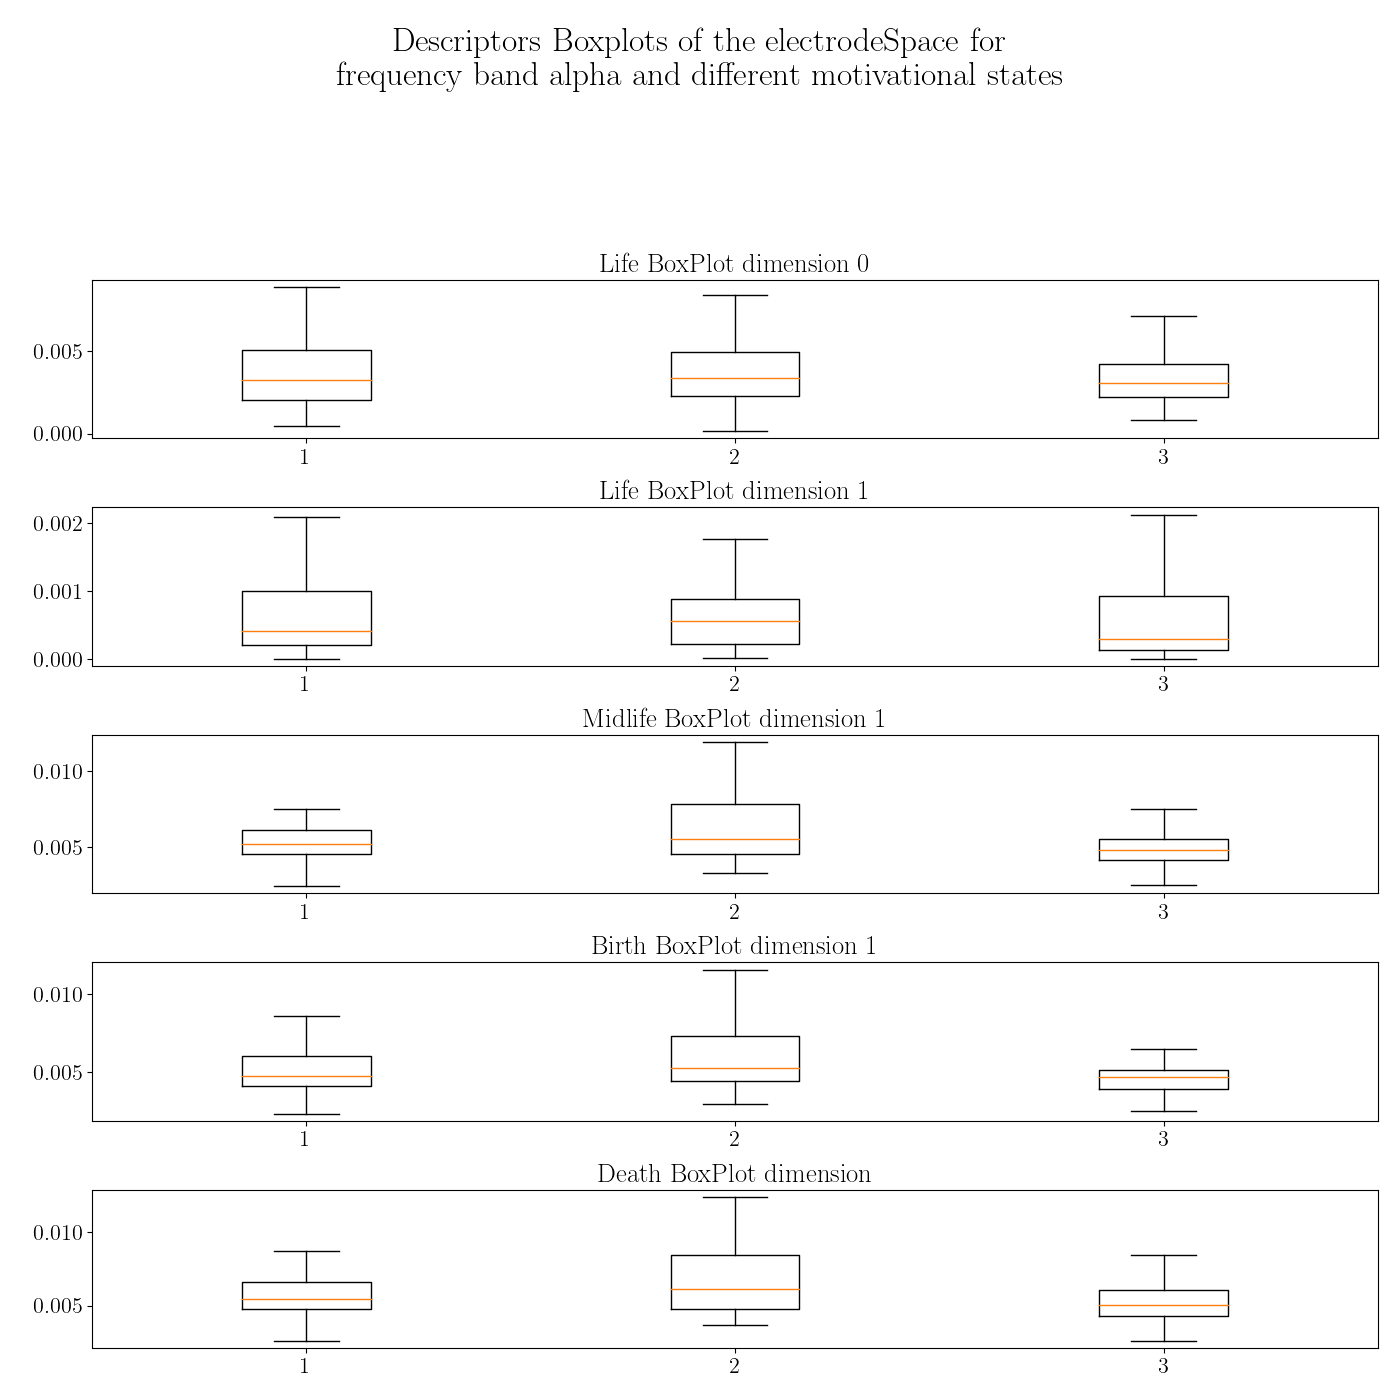 Descriptors Boxplots of the electrodeSpace for
frequency band alpha and different motivational states
Life BoxPlot dimension 0
0.005
0.000
1 2 3
Life BoxPlot dimension 1
0.002
0.001
0.000
1 2 3
Midlife BoxPlot dimension 1
0.010
0.005
1 2 3
Birth BoxPlot dimension 1
0.010
0.005
1 2 3
Death BoxPlot dimension
0.010
0.005
1 2 3